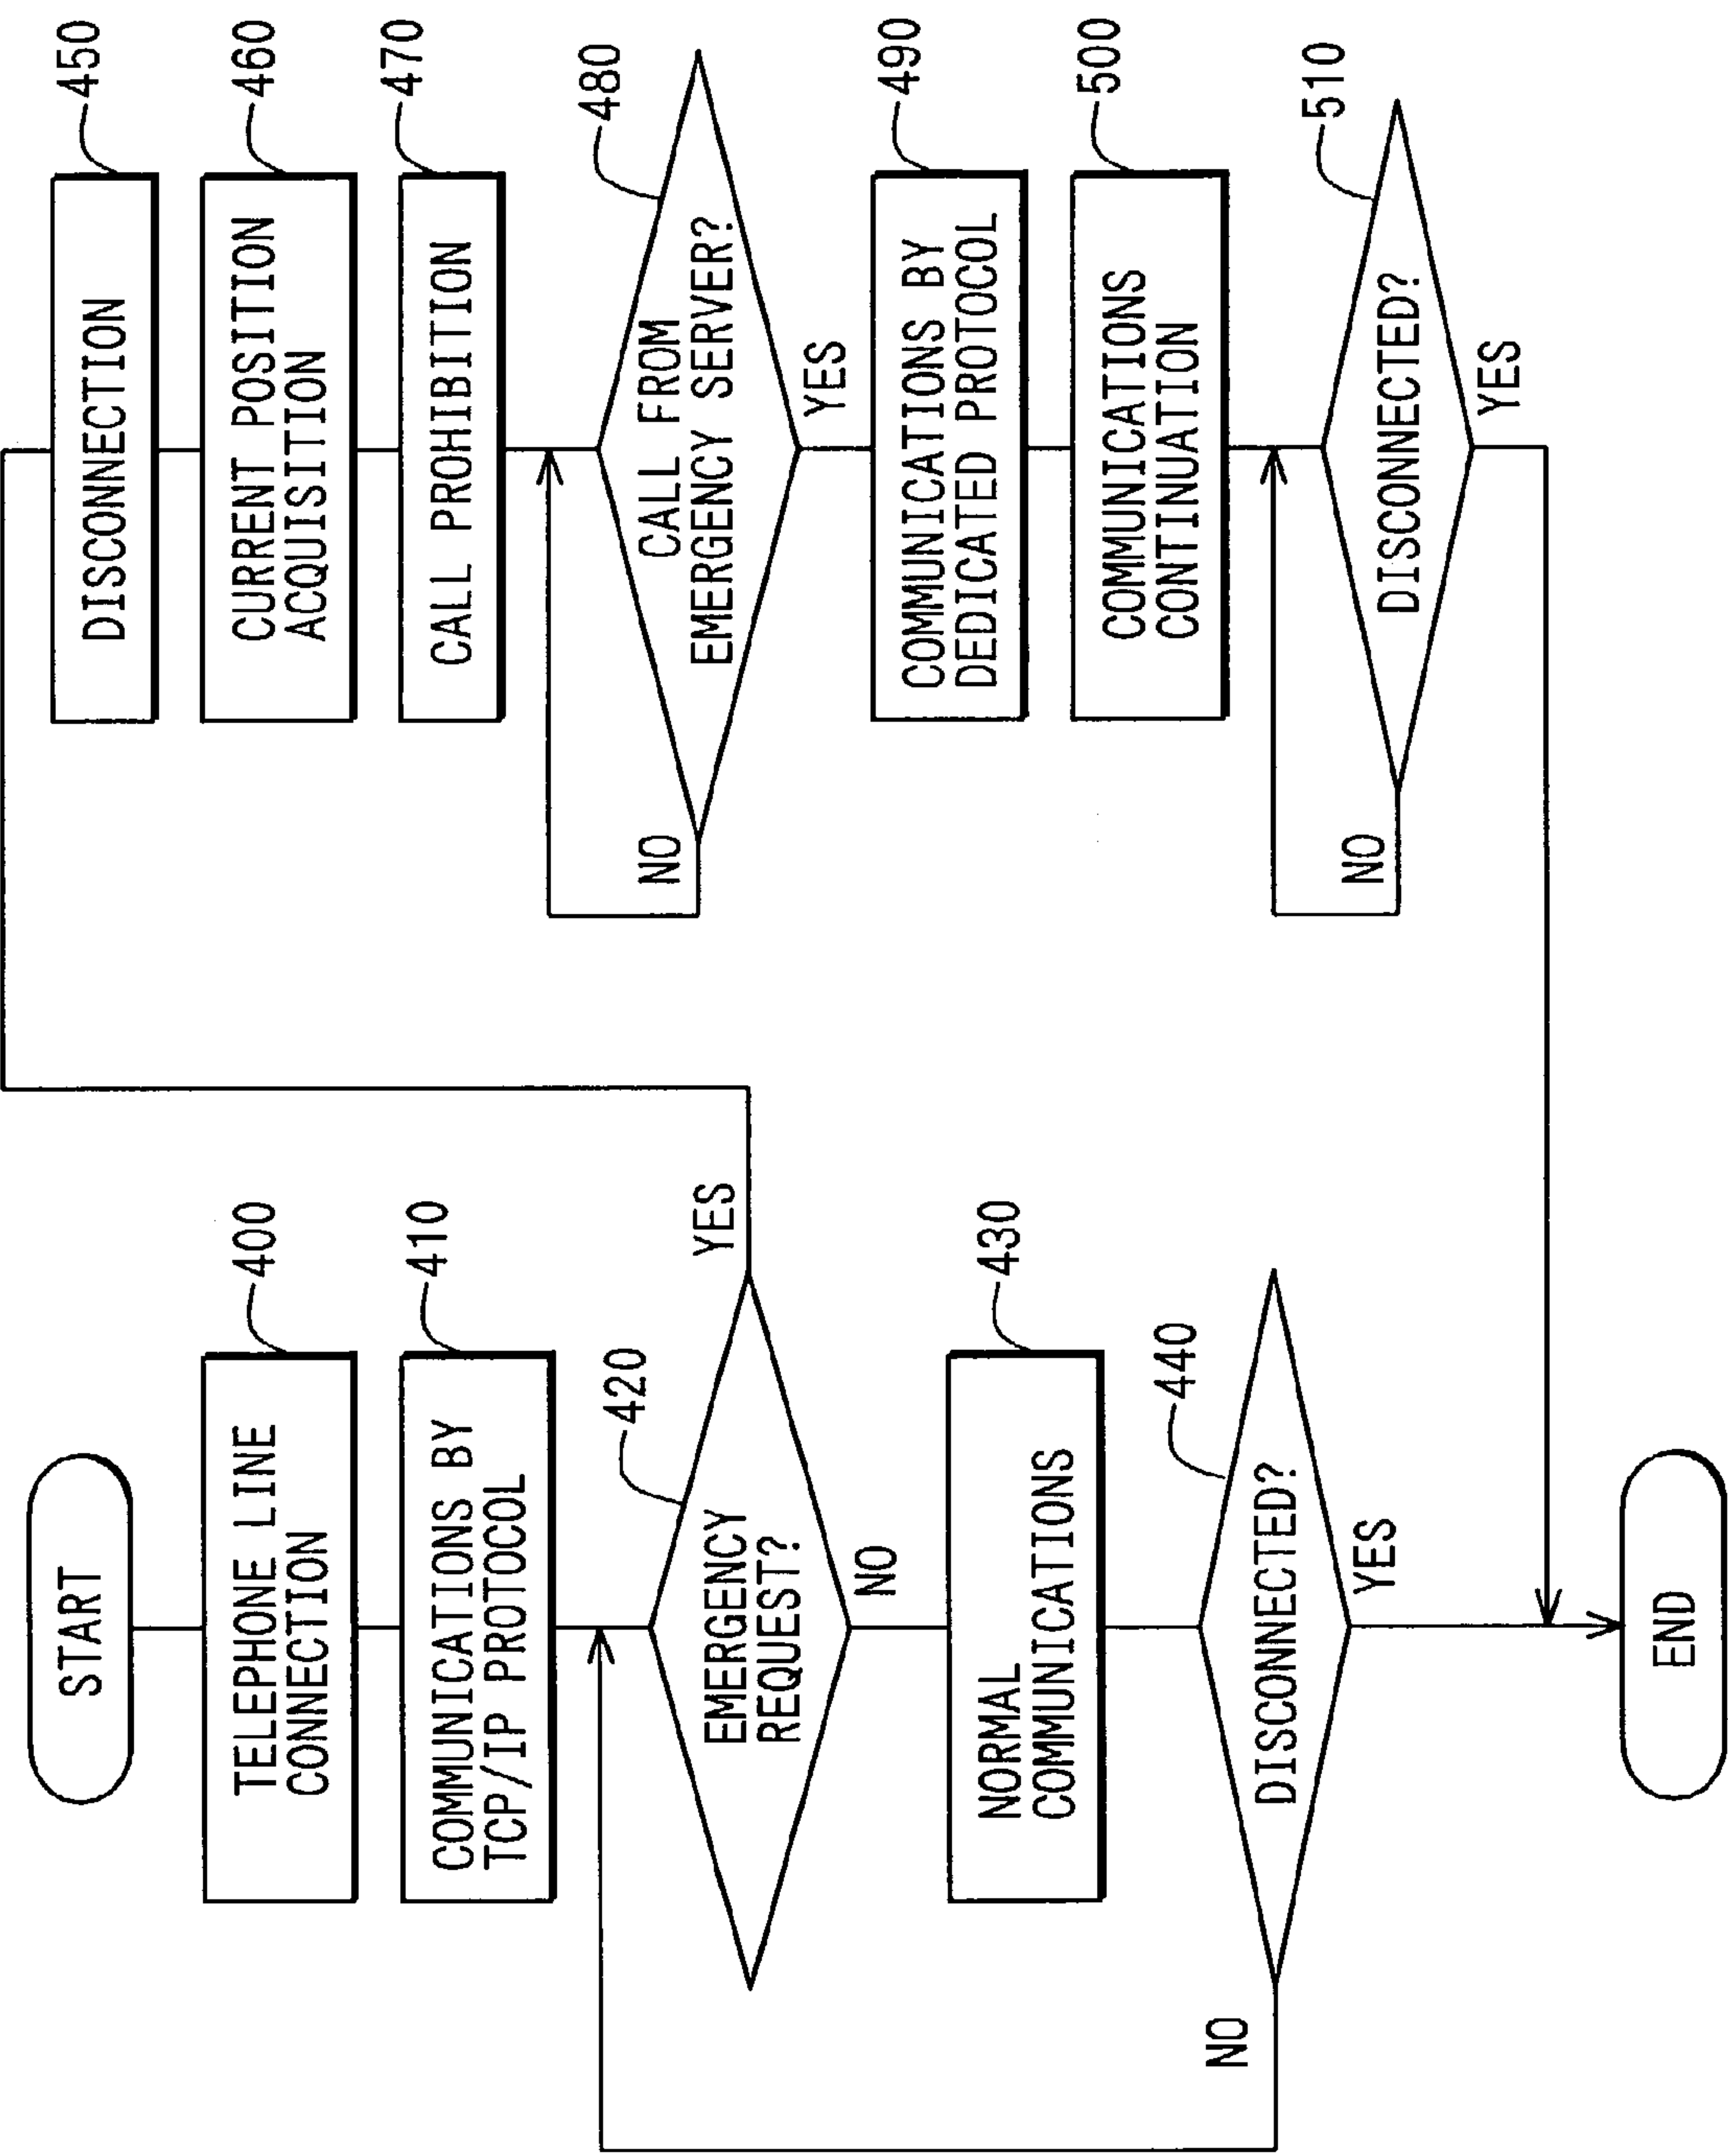 START
400
TELEPHONE LINE
CONNECTION
410
COMMUNICATIONS BY
TCP/IP PROTOCOL
420
EMERGENCY
REQUEST?
YES
NO
430
NORMAL
COMMUNICATIONS
440
DISCONNECTED?
NO
YES
END
450
DISCONNECTION
460
CURRENT POSITION
ACQUISITION
470
CALL PROHIBITION
480
CALL FROM
EMERGENCY SERVER?
NO
YES
490
COMMUNICATIONS BY
DEDICATED PROTOCOL
500
COMMUNICATIONS
CONTINUATION
510
DISCONNECTED?
NO
YES